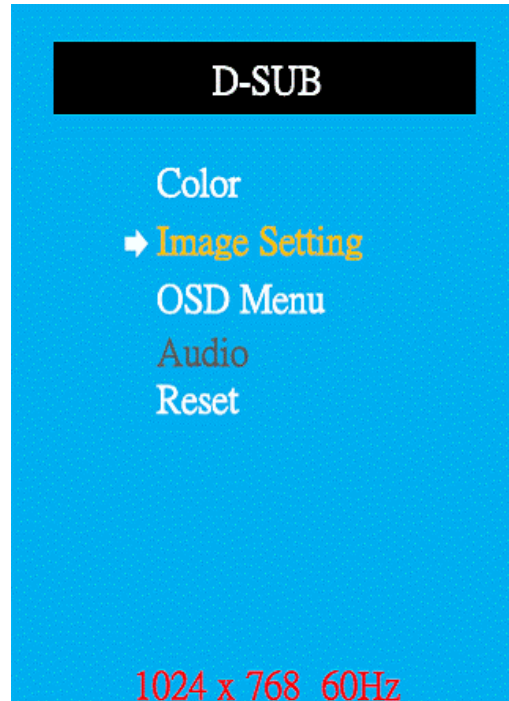 D-SUB
Color
Image Setting
OSD Menu
Audio
Reset
1024 x 768 60Hz